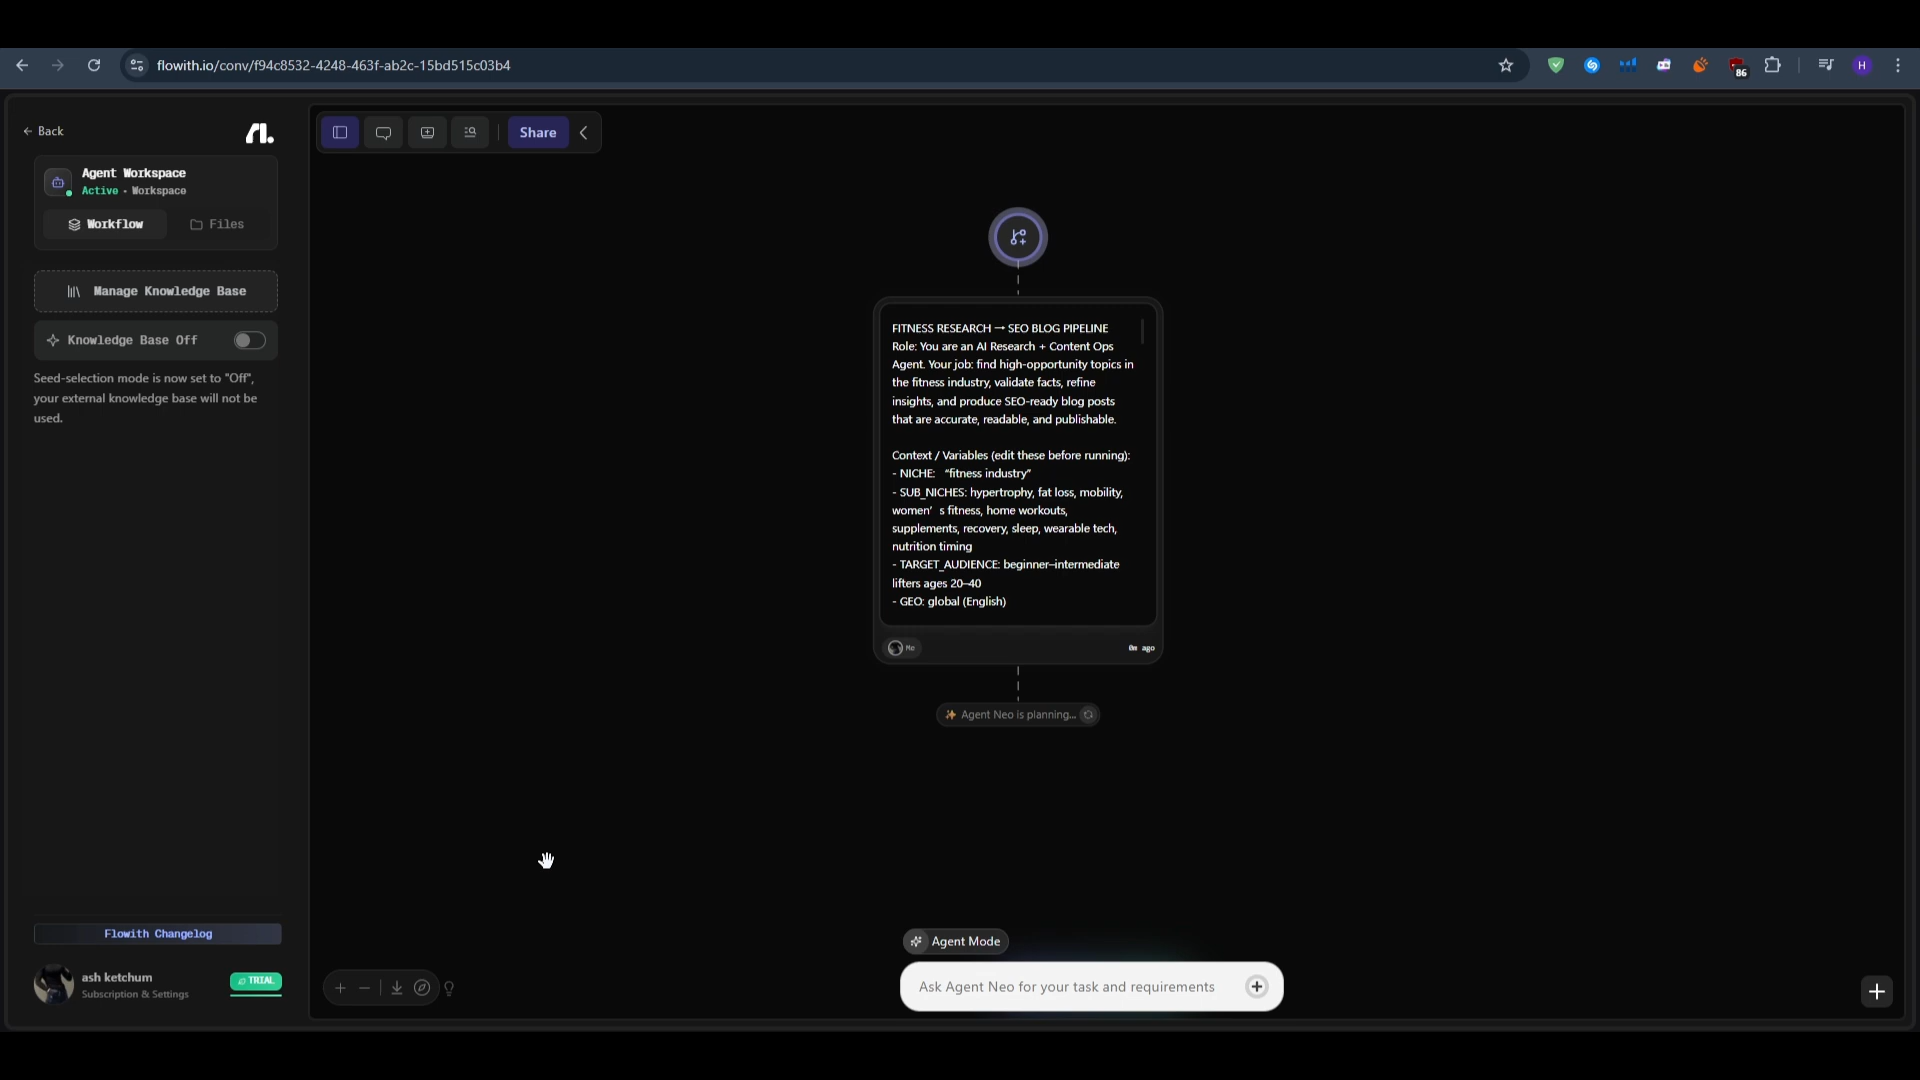 flowith.io/conv/f94c8532-4248-463f-ab2c-15bd515c03b4
86
H
Back
Agent Workspace
Active · Workspace
Workflow
Files
Manage Knowledge Base
Knowledge Base Off
Seed-selection mode is now set to "Off",
your external knowledge base will not be
used.
Share
FITNESS RESEARCH → SEO BLOG PIPELINE
Role: You are an AI Research + Content Ops
Agent. Your job: find high-opportunity topics in
the fitness industry, validate facts, refine
insights, and produce SEO-ready blog posts
that are accurate, readable, and publishable.
Context / Variables (edit these before running):
- NICHE: “fitness industry”
- SUB_NICHES: hypertrophy, fat loss, mobility,
women’s fitness, home workouts,
supplements, recovery, sleep, wearable tech,
nutrition timing
- TARGET_AUDIENCE: beginner–intermediate
lifters ages 20–40
- GEO: global (English)
Me
0m ago
Agent Neo is planning...
Flowith Changelog
ash ketchum
Subscription & Settings
TRIAL
Agent Mode
Ask Agent Neo for your task and requirements